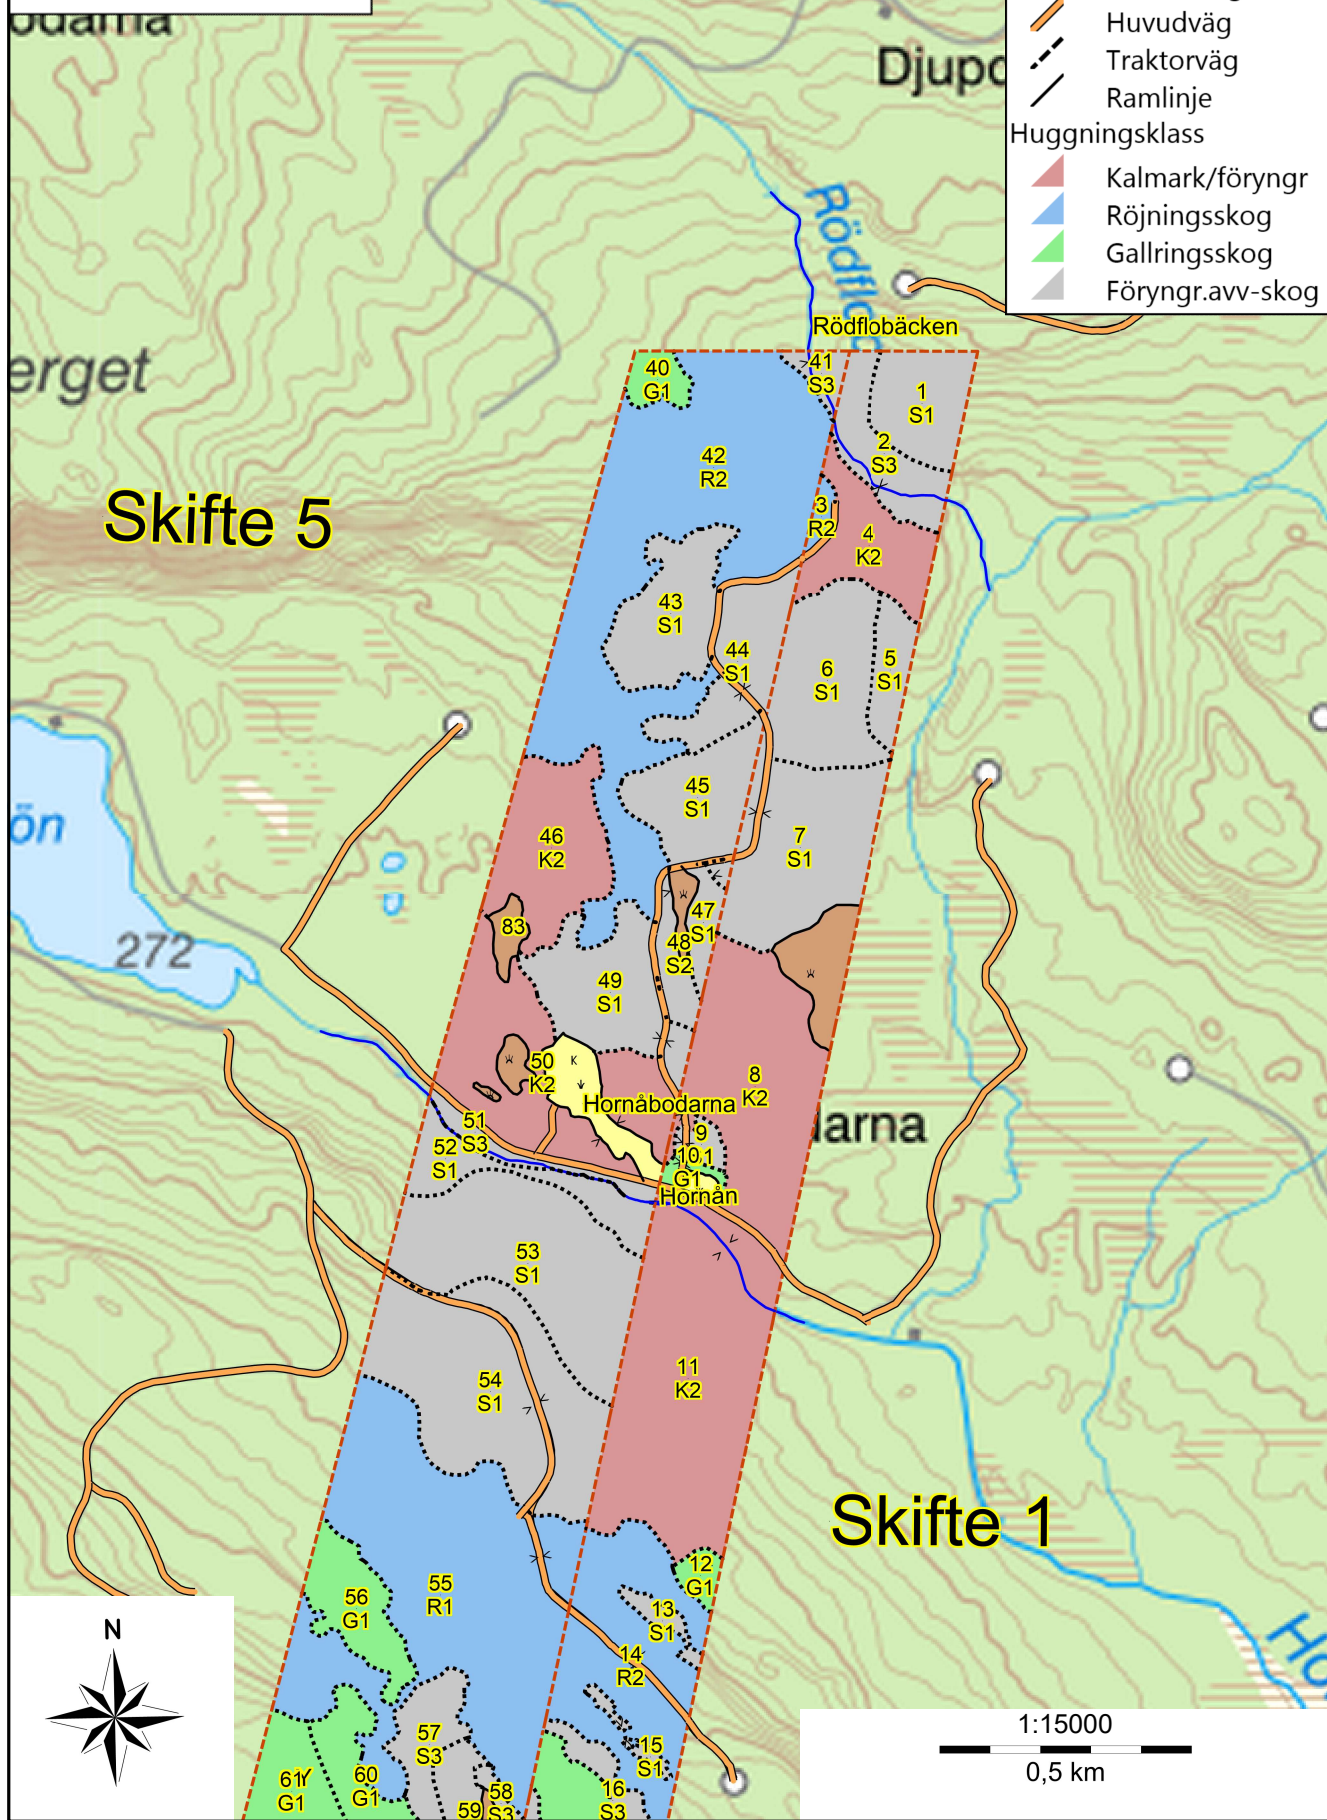 Huvudväg
Traktorväg
Ramlinje
Huggningsklass
Kalmark/föryngr
Röjningsskog
Gallringsskog
Föryngr.avv-skog
Rödflobäcken
erget
40
G1
41
S3
1
S1
2
S3
42
R2
Skifte 5
3
R2
4
K2
43
S1
44
S1
6
S1
5
S1
45
S1
46
K2
7
S1
ön
272
83
47
S1
48
S2
49
S1
50
K2
K
8
K2
Hornåbodarna
darna
51
S3
52
S1
9
10
G1
Hornån
53
S1
54
S1
11
K2
Skifte 1
12
G1
55
R1
56
G1
13
S1
14
R2
N
57
S3
15
S1
60
G1
61
G1
58
S3
59
16
S3
1:15000
0,5 km